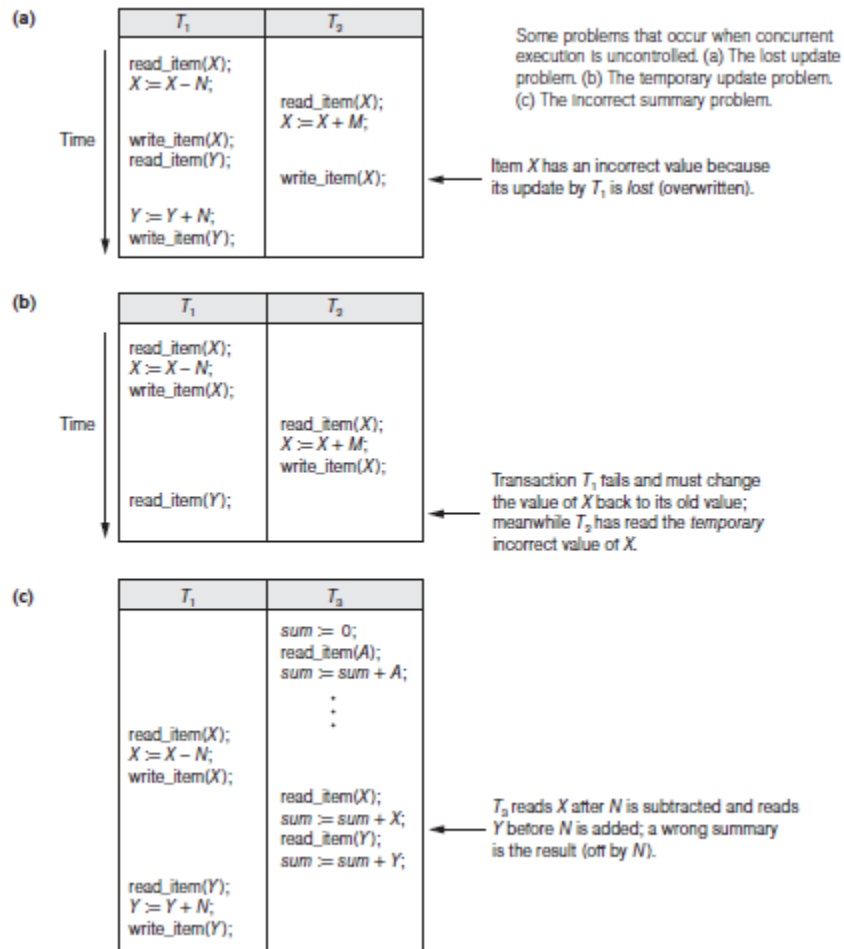 (a)
T₁ T₂
Some problems that occur when concurrent
execution is uncontrolled. (a) The lost update
problem. (b) The temporary update problem.
(c) The incorrect summary problem.
read_item(X);
X := X – N;
read_item(X);
X := X + M;
Time
write_item(X);
read_item(Y);
write_item(X);
Item X has an incorrect value because
its update by T₁ is lost (overwritten).
Y := Y + N;
write_item(Y);
(b)
T₁ T₂
read_item(X);
X := X – N;
write_item(X);
Time
read_item(X);
X := X + M;
write_item(X);
read_item(Y);
Transaction T₁ fails and must change
the value of X back to its old value;
meanwhile T₂ has read the temporary
incorrect value of X.
(c)
T₁ T₃
sum := 0;
read_item(A);
sum := sum + A;
read_item(X);
X := X – N;
write_item(X);
read_item(X);
sum := sum + X;
read_item(Y);
sum := sum + Y;
T₃ reads X after N is subtracted and reads
Y before N is added; a wrong summary
is the result (off by N).
read_item(Y);
Y := Y + N;
write_item(Y);